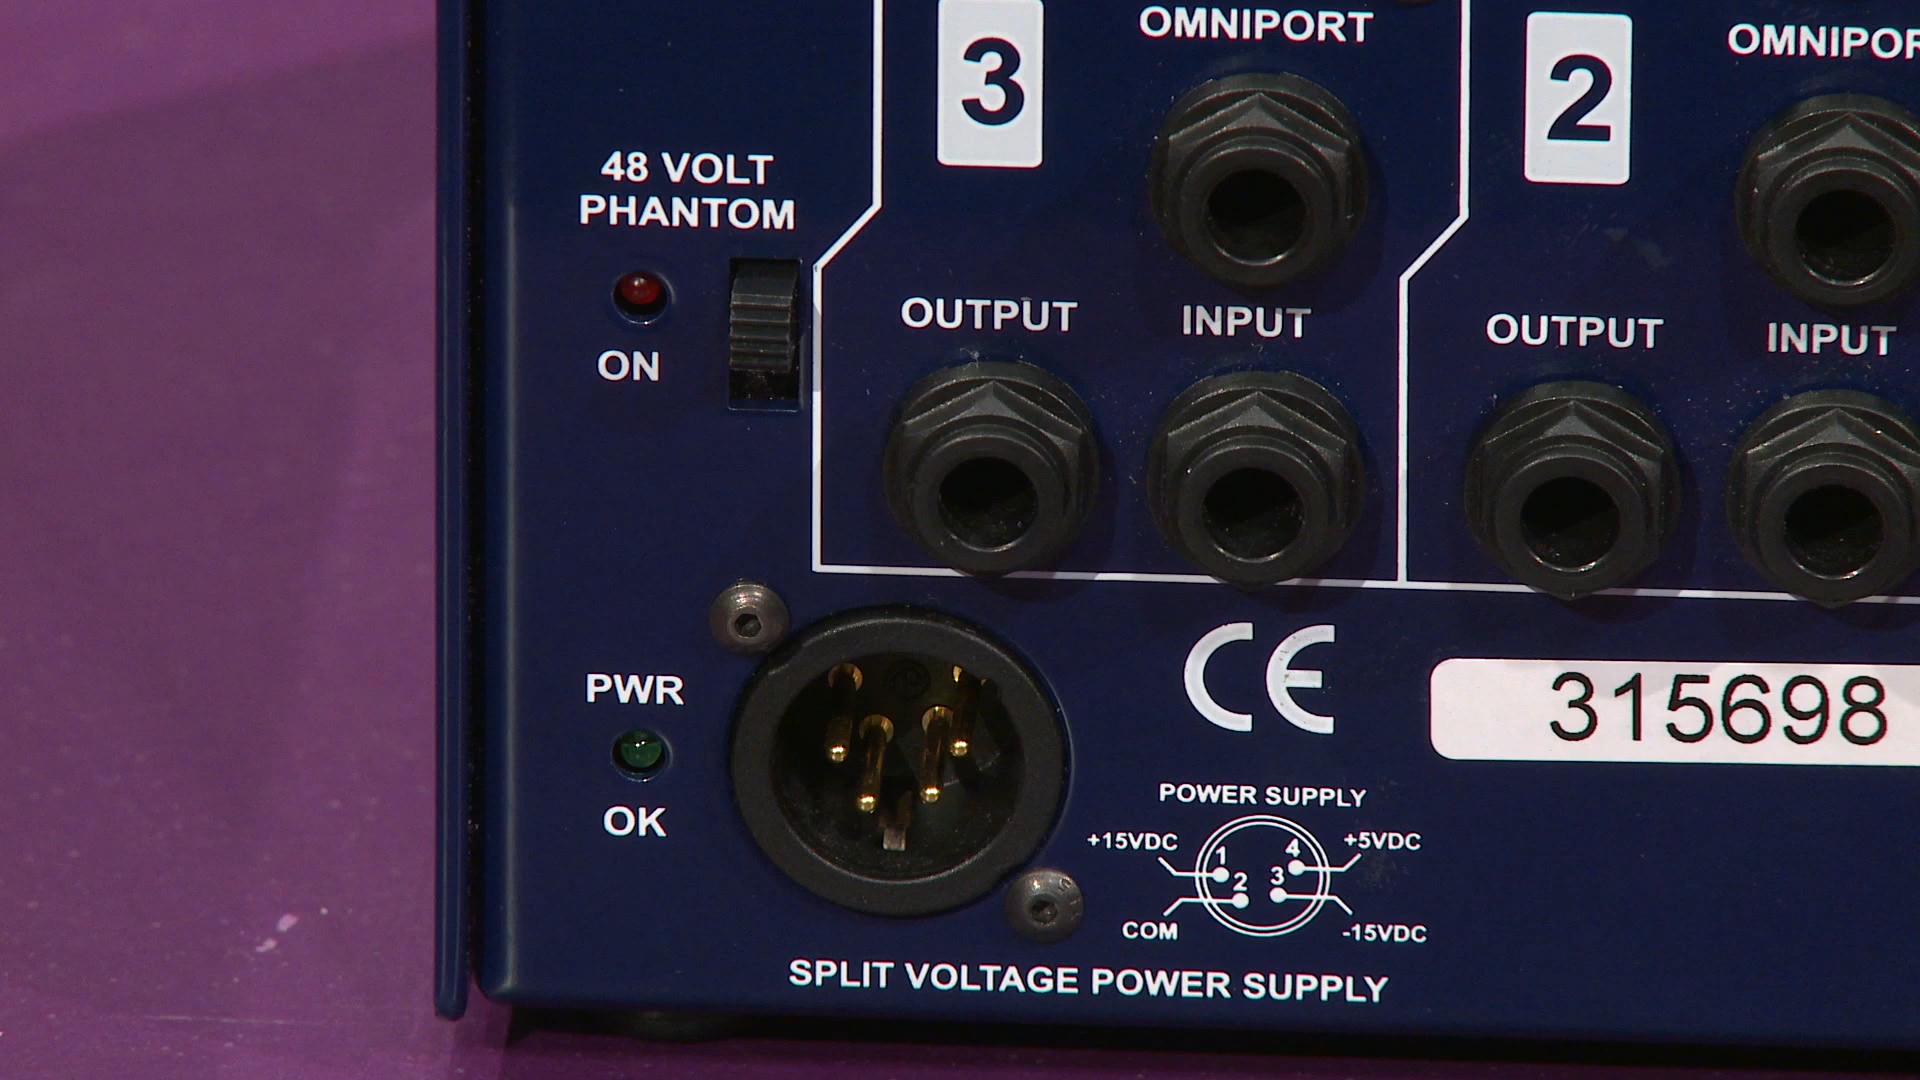 3
OMNIPORT
2
OMNIPOR
48 VOLT
PHANTOM
ON
OUTPUT
INPUT
OUTPUT
INPUT
PWR
OK
CE
315698
POWER SUPPLY
+15VDC
1
4
+5VDC
2
3
COM
-15VDC
SPLIT VOLTAGE POWER SUPPLY